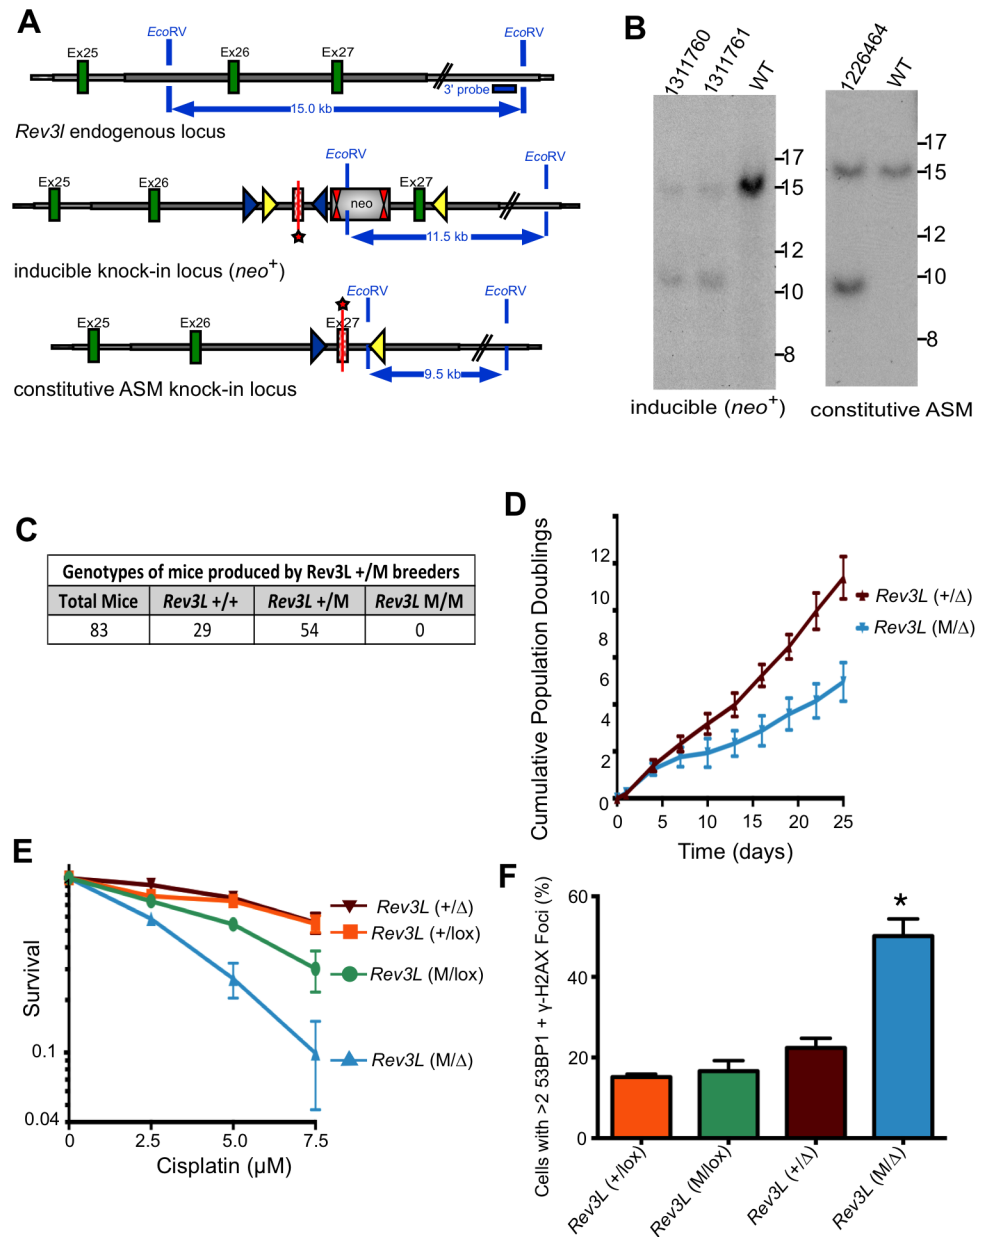 A
EcoRV
EcoRV
Ex25
Ex26
Ex27
3' probe
15.0 kb
Rev3l endogenous locus
EcoRV
EcoRV
Ex25
Ex26
Ex27
neo
11.5 kb
inducible knock-in locus (neo+)
EcoRV
EcoRV
Ex25
Ex26
Ex27
9.5 kb
constitutive ASM knock-in locus
B
1311760
1311761
WT
17
15
12
10
8
inducible (neo+)
1226464
WT
17
15
12
10
8
constitutive ASM
C
Genotypes of mice produced by Rev3L +/M breeders
Total Mice Rev3L +/+ Rev3L +/M Rev3L M/M
83 29 54 0
D
Cumulative Population Doublings
12
10
8
6
4
2
0
0 5 10 15 20 25
Time (days)
Rev3L (+/Δ)
Rev3L (M/Δ)
E
Survival
0.1
0.04
0 2.5 5.0 7.5
Cisplatin (µM)
Rev3L (+/Δ)
Rev3L (+/lox)
Rev3L (M/lox)
Rev3L (M/Δ)
F
Cells with >2 53BP1 + γ-H2AX Foci (%)
60
40
20
0
*
Rev3L (+/lox)
Rev3L (M/lox)
Rev3L (+/Δ)
Rev3L (M/Δ)